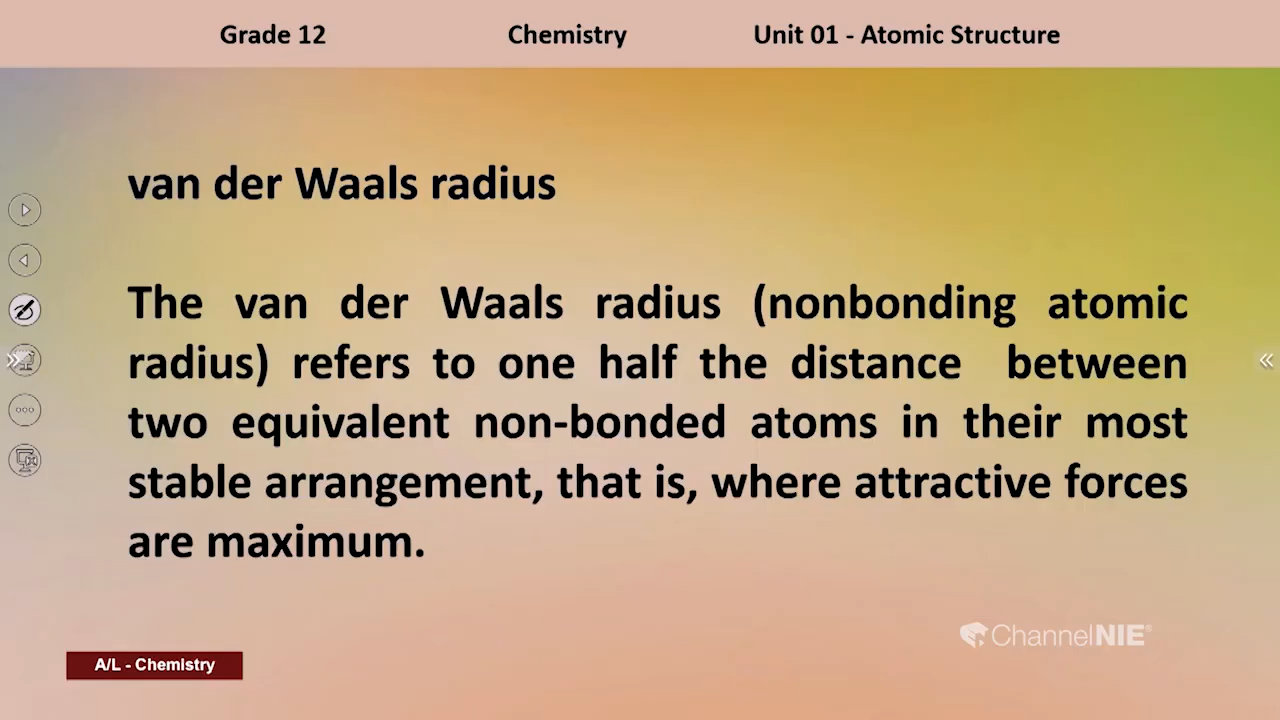 Grade 12 Chemistry Unit 01 - Atomic Structure
van der Waals radius
The van der Waals radius (nonbonding atomic
radius) refers to one half the distance between
two equivalent non-bonded atoms in their most
stable arrangement, that is, where attractive forces
are maximum.
ChannelNIE®
A/L - Chemistry